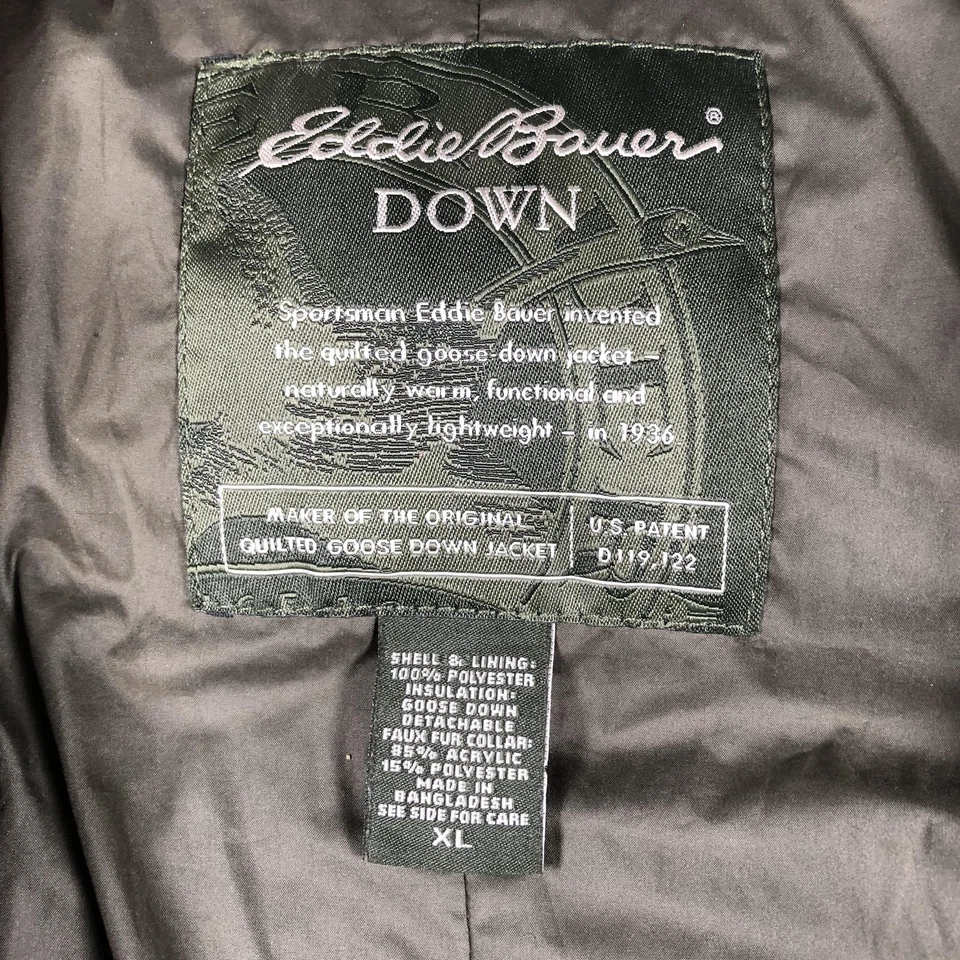 Eddie Bauer®
DOWN
Sportsman Eddie Bauer invented
the quilted goose down jacket –
naturally warm, functional and
exceptionally lightweight – in 1936
MAKER OF THE ORIGINAL
QUILTED GOOSE DOWN JACKET
U.S. PATENT
D119,122
SHELL & LINING:
100% POLYESTER
INSULATION:
GOOSE DOWN
DETACHABLE
FAUX FUR COLLAR:
85% ACRYLIC
15% POLYESTER
MADE IN
BANGLADESH
SEE SIDE FOR CARE
XL